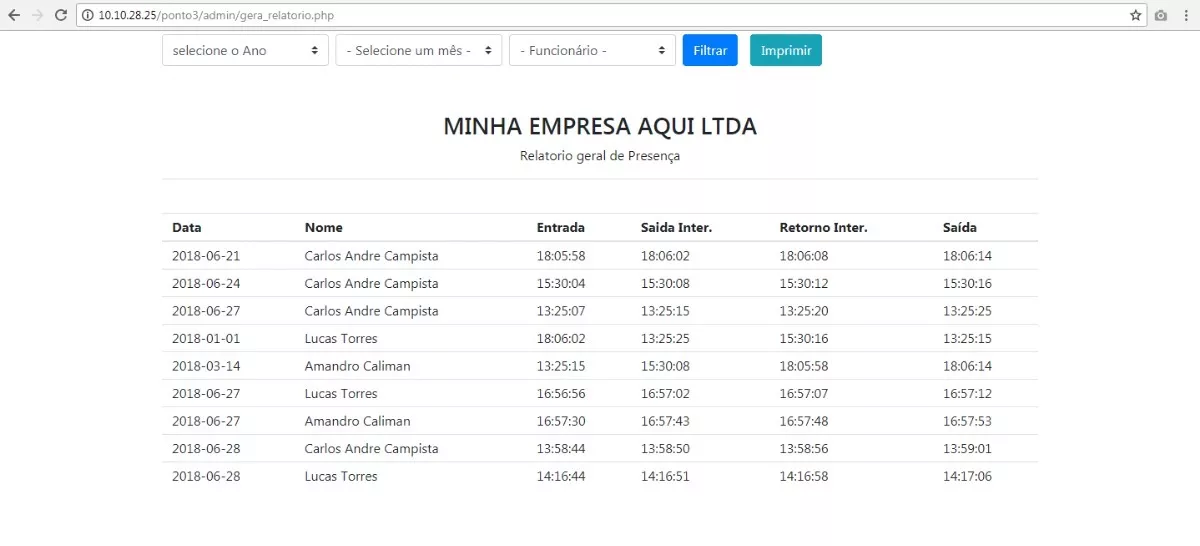 10.10.28.25/ponto3/admin/gera_relatorio.php
selecione o Ano - Selecione um mês - - Funcionário - Filtrar Imprimir
MINHA EMPRESA AQUI LTDA
Relatorio geral de Presença
Data Nome Entrada Saida Inter. Retorno Inter. Saída
2018-06-21 Carlos Andre Campista 18:05:58 18:06:02 18:06:08 18:06:14
2018-06-24 Carlos Andre Campista 15:30:04 15:30:08 15:30:12 15:30:16
2018-06-27 Carlos Andre Campista 13:25:07 13:25:15 13:25:20 13:25:25
2018-01-01 Lucas Torres 18:06:02 13:25:25 15:30:16 13:25:15
2018-03-14 Amandro Caliman 13:25:15 15:30:08 18:05:58 18:06:14
2018-06-27 Lucas Torres 16:56:56 16:57:02 16:57:07 16:57:12
2018-06-27 Amandro Caliman 16:57:30 16:57:43 16:57:48 16:57:53
2018-06-28 Carlos Andre Campista 13:58:44 13:58:50 13:58:56 13:59:01
2018-06-28 Lucas Torres 14:16:44 14:16:51 14:16:58 14:17:06